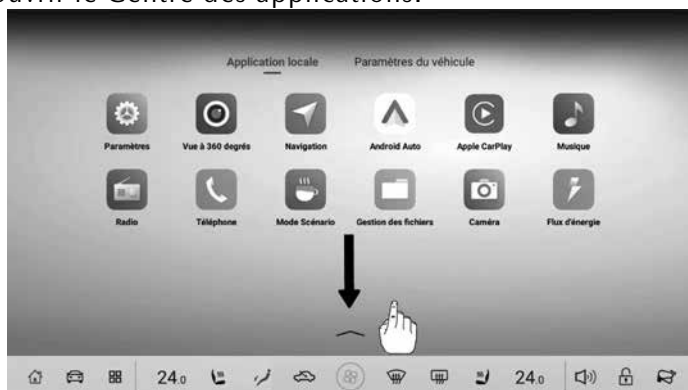 ouvrir le Centre des applications.
Application locale Paramètres du véhicule
Paramètres Vue à 360 degrés Navigation Android Auto Apple CarPlay Musique
Radio Téléphone Mode Scénario Gestion des fichiers Caméra Flux d'énergie
24.0 24.0